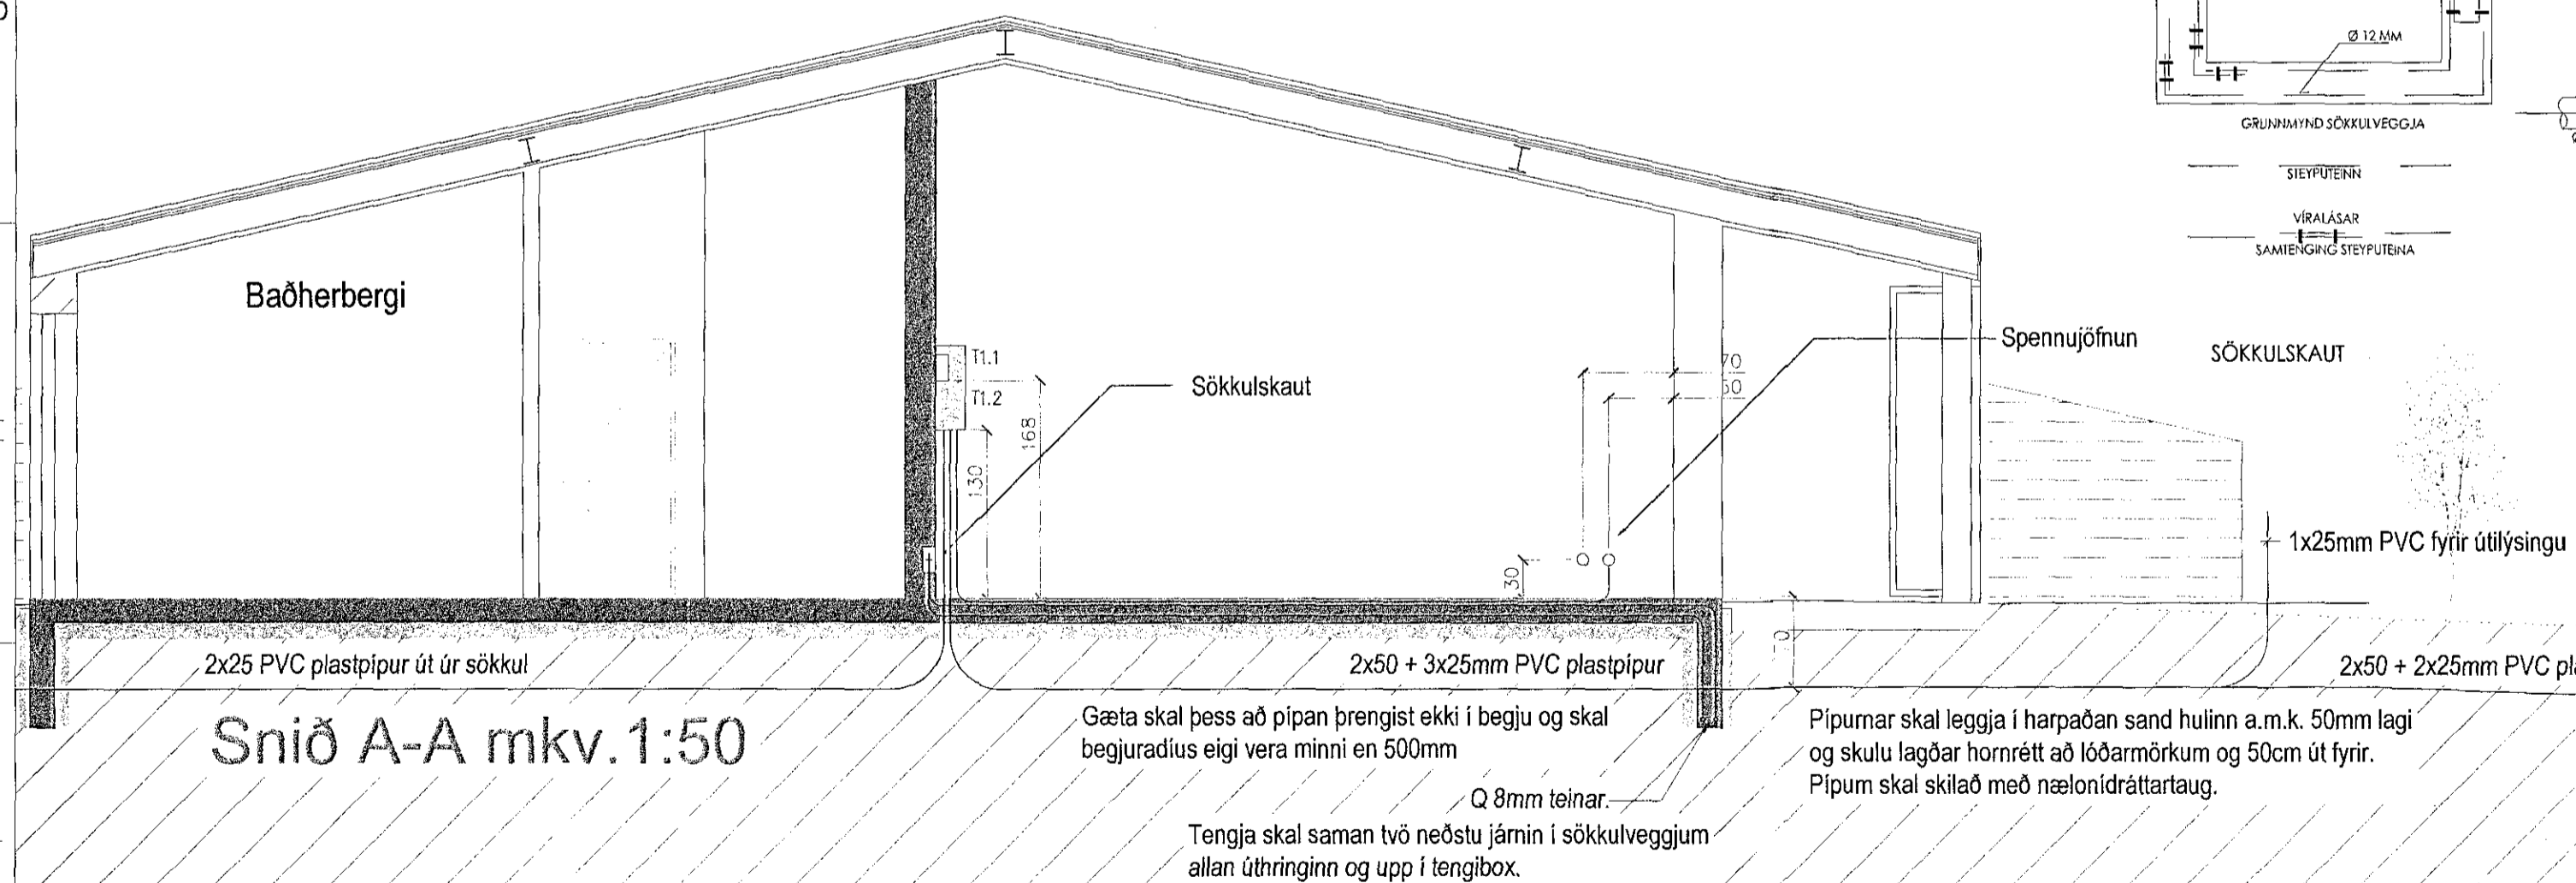 Ø 12 MM
GRUNNMYND SÖKKULVEGGJA
STEYPUTEINN
VÍRALÁSAR
SAMTENGING STEYPUTEINA
SÖKKULSKAUT
Baðherbergi
T1.1
T1.2
Sökkulskaut
168
130
Spennujöfnun
70
30
1x25mm PVC fyrir útilýsingu
2x25 PVC plastpípur út úr sökkul
2x50 + 3x25mm PVC plastpípur
2x50 + 2x25mm PVC
Snið A-A mkv.1:50
Gæta skal þess að pípan þrengist ekki í begju og skal
begjuradíus eigi vera minni en 500mm
Pípurnar skal leggja í harpaðan sand hulinn a.m.k. 50mm lagi
og skulu lagðar hornrétt að lóðarmörkum og 50cm út fyrir.
Pípum skal skilað með nælonídráttartaug.
Q 8mm teinar.
Tengja skal saman tvö neðstu járnin í sökkulveggjum
allan úthringinn og upp í tengibox.